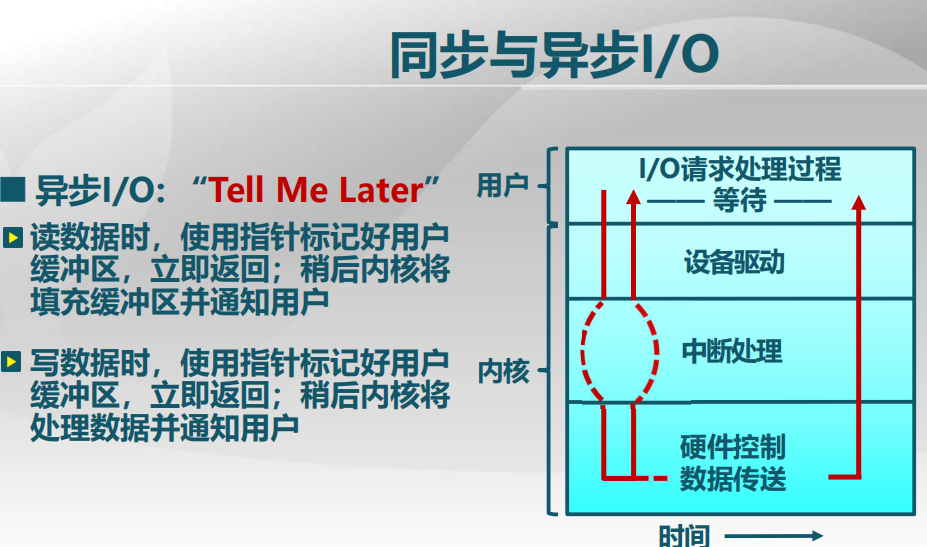 同步与异步I/O
异步I/O: “Tell Me Later”
读数据时，使用指针标记好用户
缓冲区，立即返回；稍后内核将
填充缓冲区并通知用户
写数据时，使用指针标记好用户
缓冲区，立即返回；稍后内核将
处理数据并通知用户
用户
内核
I/O请求处理过程
—— 等待 ——
设备驱动
中断处理
硬件控制
数据传送
时间